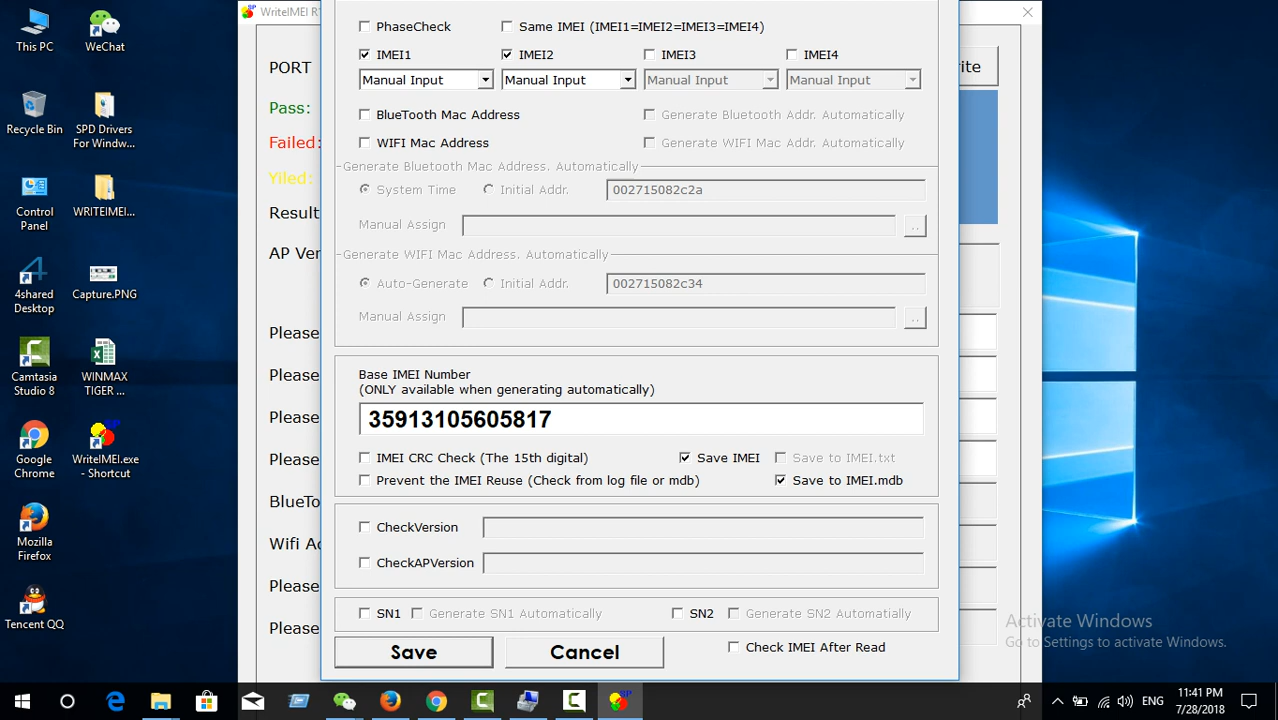 This PC
WeChat
Recycle Bin
SPD Drivers
For Windw...
Control
Panel
WRITEIMEI...
4shared
Desktop
Capture.PNG
Camtasia
Studio 8
WINMAX
TIGER ...
Google
Chrome
WriteIMEI.exe
- Shortcut
Mozilla
Firefox
Tencent QQ
WriteIMEI R1
PORT
Pass:
Failed:
Yiled:
Result
AP Ver
Please
Please
Please
Please
BlueTo
Wifi Ad
Please
Please
ite
PhaseCheck
Same IMEI (IMEI1=IMEI2=IMEI3=IMEI4)
IMEI1 IMEI2 IMEI3 IMEI4
Manual Input Manual Input Manual Input Manual Input
BlueTooth Mac Address Generate Bluetooth Addr. Automatically
WIFI Mac Address Generate WIFI Mac Addr. Automatically
Generate Bluetooth Mac Address. Automatically
System Time Initial Addr. 002715082c2a
Manual Assign ..
Generate WIFI Mac Address. Automatically
Auto-Generate Initial Addr. 002715082c34
Manual Assign ..
Base IMEI Number
(ONLY available when generating automatically)
35913105605817
IMEI CRC Check (The 15th digital) Save IMEI Save to IMEI.txt
Prevent the IMEI Reuse (Check from log file or mdb) Save to IMEI.mdb
CheckVersion
CheckAPVersion
SN1 Generate SN1 Automatically SN2 Generate SN2 Automatially
Save Cancel Check IMEI After Read
Activate Windows
Go to Settings to activate Windows.
SP
SP
ENG
11:41 PM
7/28/2018